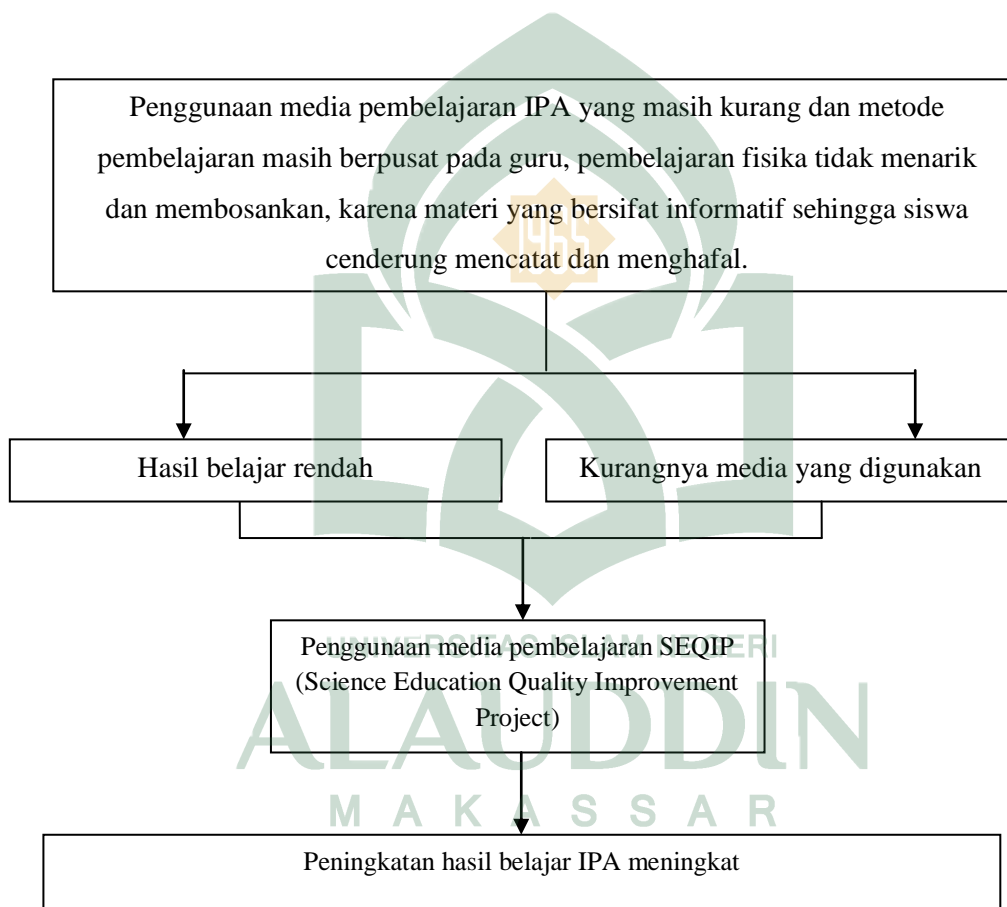 Penggunaan media pembelajaran IPA yang masih kurang dan metode
pembelajaran masih berpusat pada guru, pembelajaran fisika tidak menarik
dan membosankan, karena materi yang bersifat informatif sehingga siswa
cenderung mencatat dan menghafal.
1965
Hasil belajar rendah
Kurangnya media yang digunakan
UNIVERSITAS ISLAM NEGERI
Penggunaan media pembelajaran SEQIP
(Science Education Quality Improvement
Project)
ALAUDDIN
MAKASSAR
Peningkatan hasil belajar IPA meningkat